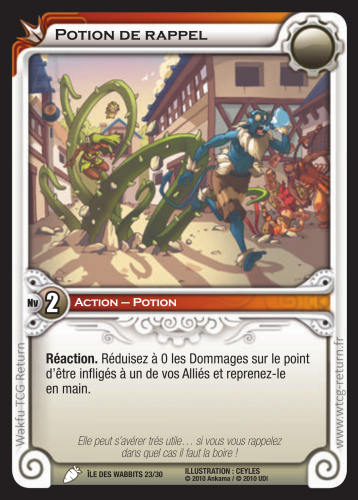 Potion de rappel
Nv 2
Action – Potion
Réaction. Réduisez à 0 les Dommages sur le point
d'être infligés à un de vos Alliés et reprenez-le
en main.
Elle peut s'avérer très utile… si vous vous rappelez
dans quel cas il faut la boire !
ÎLE DES WABBITS 23/30
ILLUSTRATION : CEYLES
© 2010 Ankama / © 2010 UDI
Wakfu TCG Return
www.wtcg-return.fr